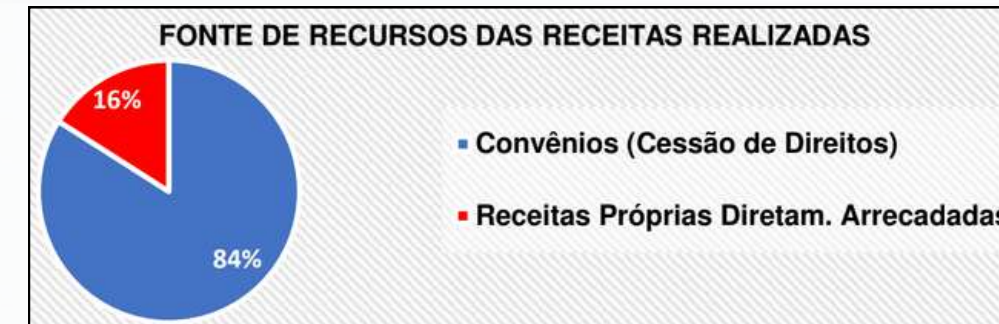 FONTE DE RECURSOS DAS RECEITAS REALIZADAS
16%
Convênios (Cessão de Direitos)
Receitas Próprias Diretam. Arrecadadas
84%